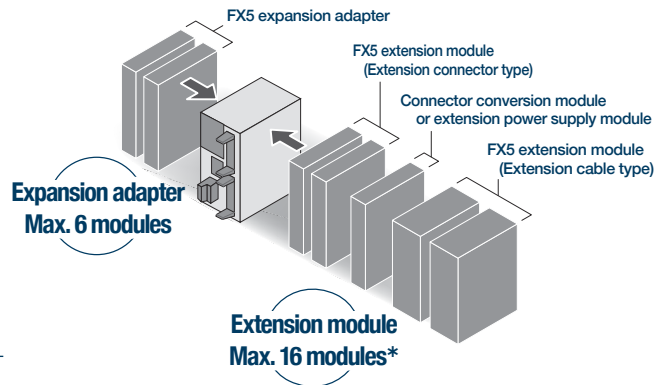 FX5 expansion adapter
FX5 extension module
(Extension connector type)
Connector conversion module
or extension power supply module
FX5 extension module
(Extension cable type)
Expansion adapter
Max. 6 modules
Extension module
Max. 16 modules*